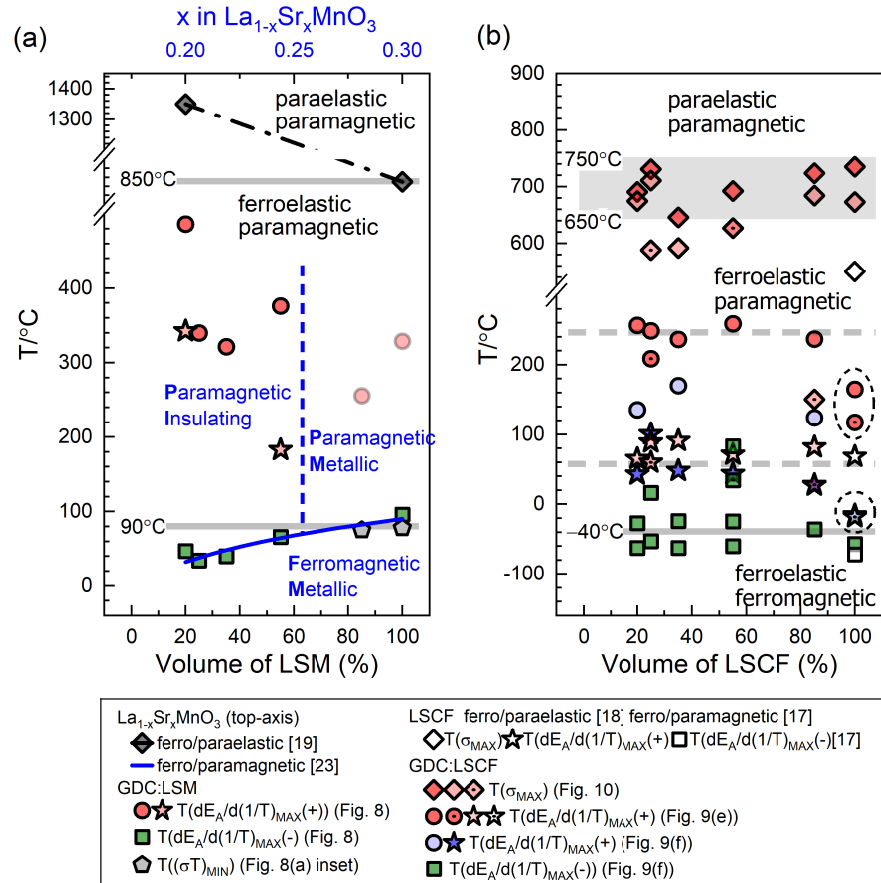 (a)
x in La1-xSrxMnO3
0.20 0.25 0.30
1400
1300
paraelastic
paramagnetic
850°C
ferroelastic
paramagnetic
400
300
200
100
0
T/°C
Paramagnetic
Insulating
Paramagnetic
Metallic
90°C
Ferromagnetic
Metallic
0 20 40 60 80 100
Volume of LSM (%)
(b)
900
800
700
600
200
100
0
-100
T/°C
paraelastic
paramagnetic
750°C
650°C
ferroelastic
paramagnetic
–40°C
ferroelastic
ferromagnetic
0 20 40 60 80 100
Volume of LSCF (%)
La1-xSrxMnO3 (top-axis)
ferro/paraelastic [19]
ferro/paramagnetic [23]
GDC:LSM
T(dEA/d(1/T)MAX(+)) (Fig. 8)
T(dEA/d(1/T)MAX(-) (Fig. 8)
T((σT)MIN) (Fig. 8(a) inset)
LSCF ferro/paraelastic [18] ferro/paramagnetic [17]
T(σMAX) T(dEA/d(1/T)MAX(+) T(dEA/d(1/T)MAX(-)[17]
GDC:LSCF
T(σMAX) (Fig. 10)
T(dEA/d(1/T)MAX(+) (Fig. 9(e))
T(dEA/d(1/T)MAX(+) (Fig. 9(f))
T(dEA/d(1/T)MAX(-)) (Fig. 9(f))